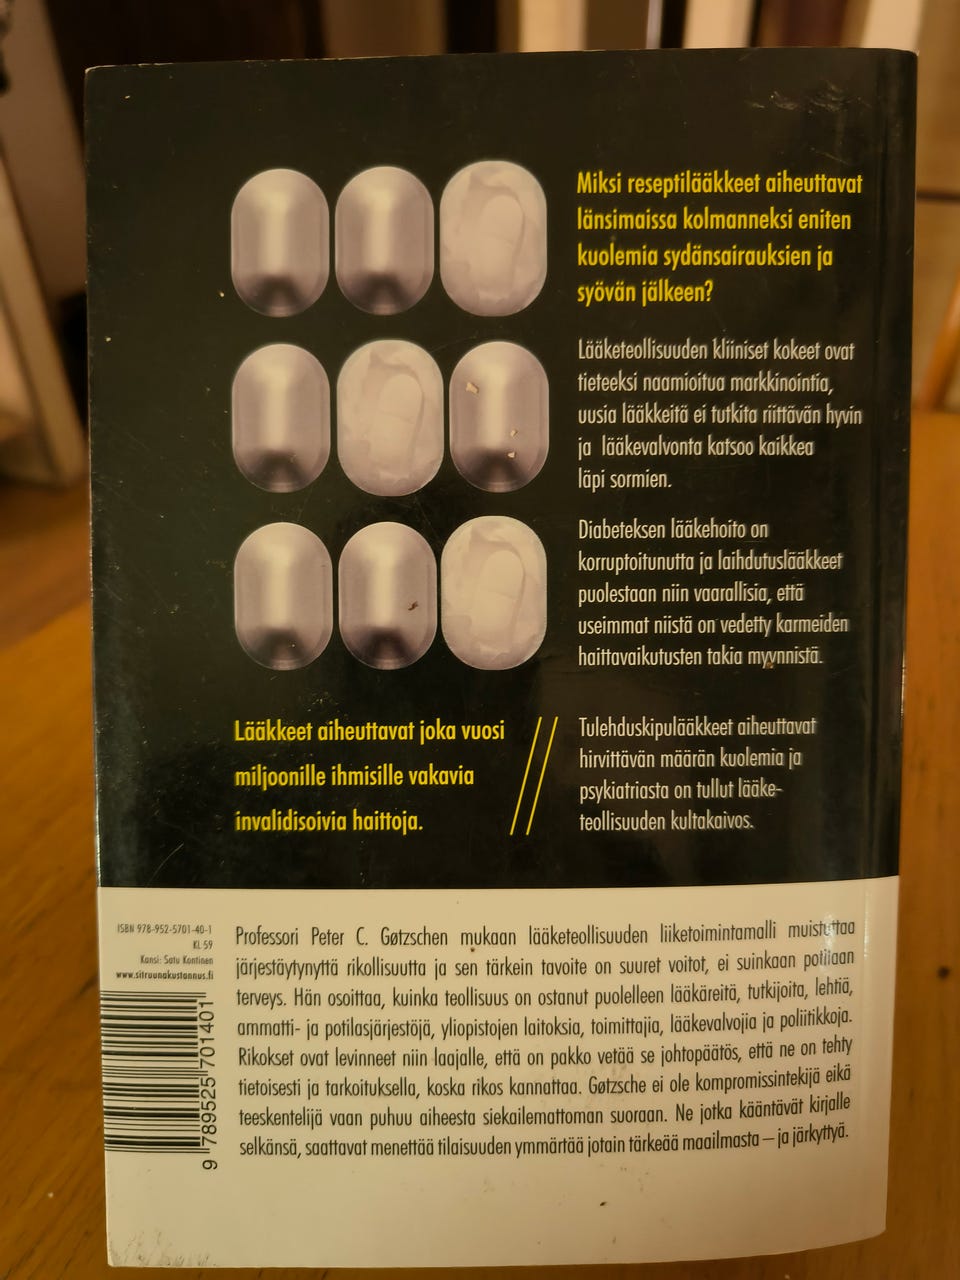 Miksi reseptilääkkeet aiheuttavat
länsimaissa kolmanneksi eniten
kuolemia sydänsairauksien ja
syövän jälkeen?
Lääketeollisuuden kliiniset kokeet ovat
tieteeksi naamioitua markkinointia,
uusia lääkkeitä ei tutkita riittävän hyvin
ja lääkevalvonta katsoo kaikkea
läpi sormien.
Diabeteksen lääkehoito on
korruptoitunutta ja laihdutuslääkkeet
puolestaan niin vaarallisia, että
useimmat niistä on vedetty karmeiden
haittavaikutusten takia myynnistä.
Lääkkeet aiheuttavat joka vuosi
miljoonille ihmisille vakavia
invalidisoivia haittoja.
Tulehduskipulääkkeet aiheuttavat
hirvittävän määrän kuolemia ja
psykiatriasta on tullut lääke-
teollisuuden kultakaivos.
ISBN 978-952-5701-40-1
KL 59
Kansi: Satu Kontinen
www.sitruunakustannus.fi
9 789525 701401
Professori Peter C. Gøtzschen mukaan lääketeollisuuden liiketoimintamalli muistuttaa
järjestäytynyttä rikollisuutta ja sen tärkein tavoite on suuret voitot, ei suinkaan potilaan
terveys. Hän osoittaa, kuinka teollisuus on ostanut puolelleen lääkäreitä, tutkijoita, lehtiä,
ammatti- ja potilasjärjestöjä, yliopistojen laitoksia, toimittajia, lääkevalvojia ja poliitikkoja.
Rikokset ovat levinneet niin laajalle, että on pakko vetää se johtopäätös, että ne on tehty
tietoisesti ja tarkoituksella, koska rikos kannattaa. Gøtzsche ei ole kompromissintekijä eikä
teeskentelijä vaan puhuu aiheesta siekailemattoman suoraan. Ne jotka kääntävät kirjalle
selkänsä, saattavat menettää tilaisuuden ymmärtää jotain tärkeää maailmasta – ja järkyttyä.